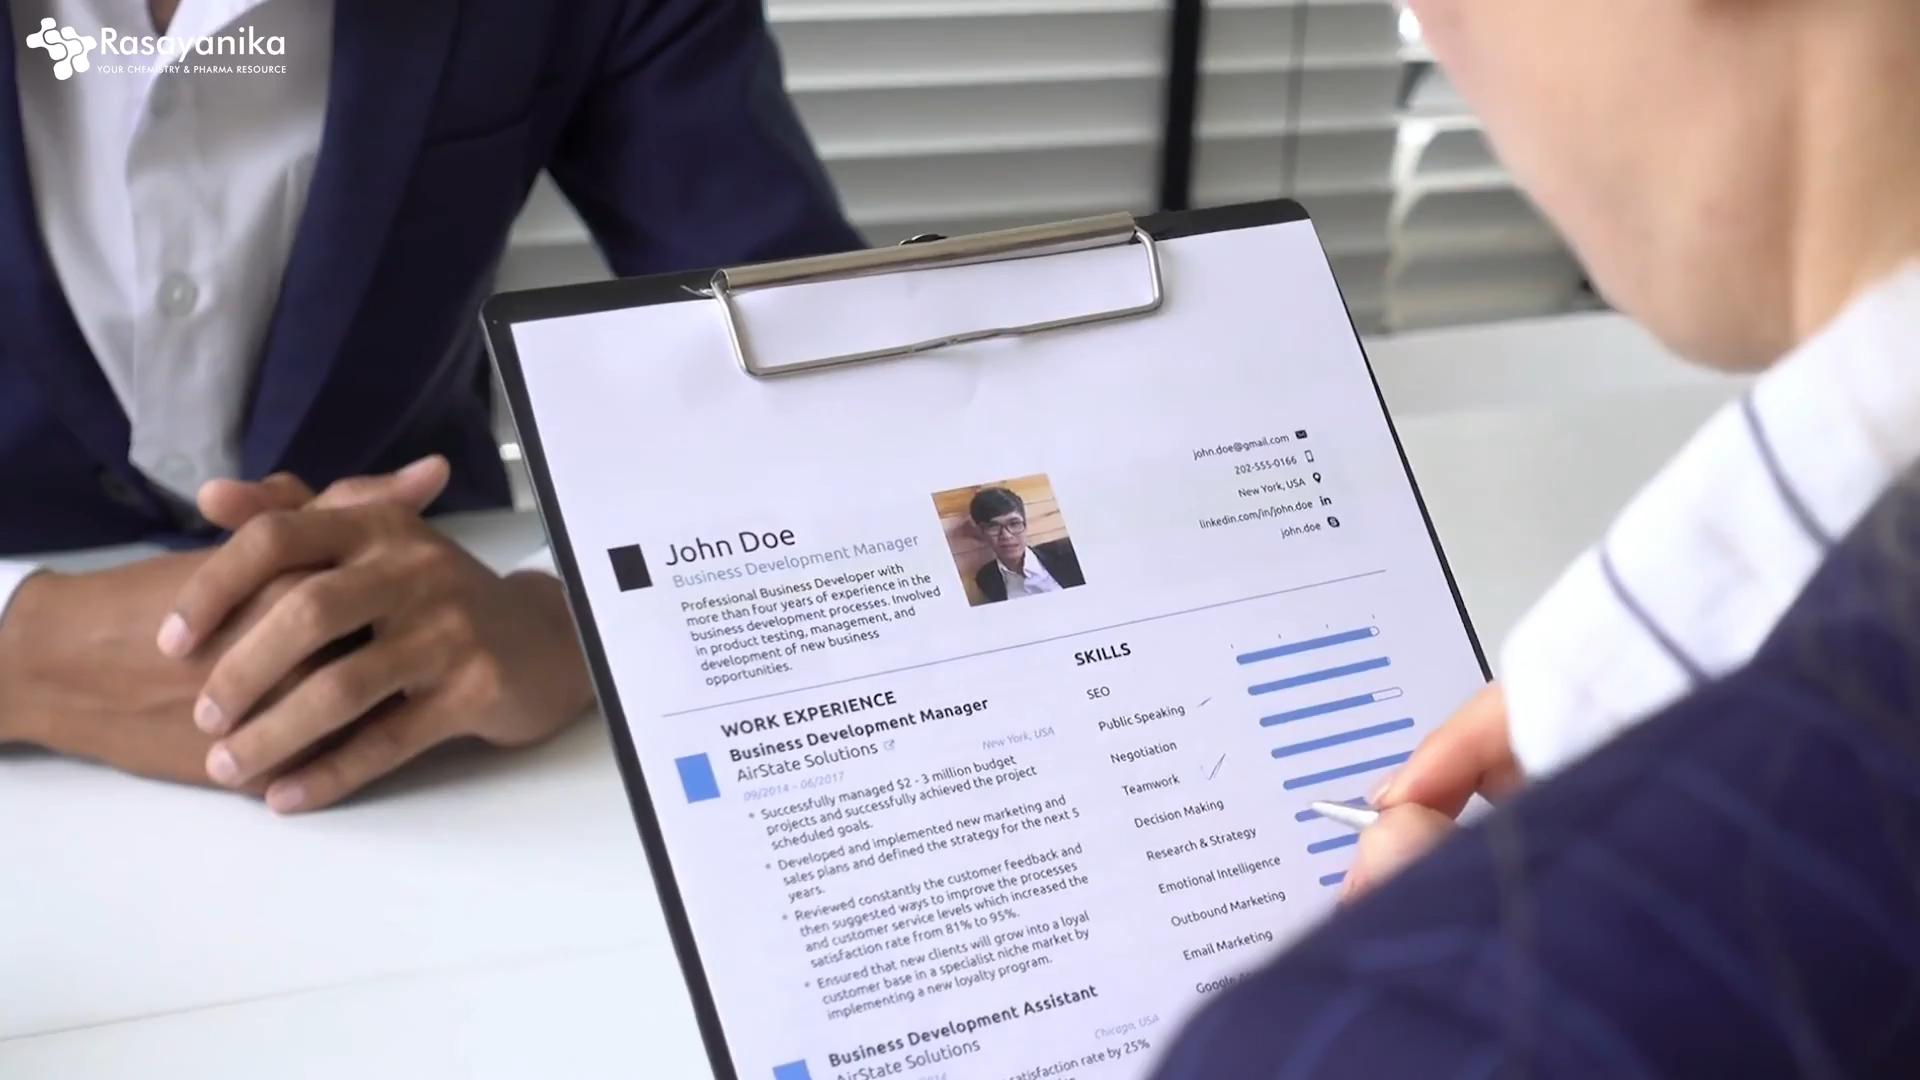 Rasayanika
YOUR CHEMISTRY & PHARMA RESOURCE
john.doe@gmail.com
202-555-0166
New York, USA
linkedin.com/in/john.doe
john.doe
John Doe
Business Development Manager
Professional Business Developer with
more than four years of experience in the
business development processes. Involved
in product testing, management, and
development of new business
opportunities.
WORK EXPERIENCE
Business Development Manager
AirState Solutions
New York, USA
09/2014 - 06/2017
Successfully managed $2 - 3 million budget
projects and successfully achieved the project
scheduled goals.
Developed and implemented new marketing and
sales plans and defined the strategy for the next 5
years.
Reviewed constantly the customer feedback and
then suggested ways to improve the processes
and customer service levels which increased the
satisfaction rate from 81% to 95%.
Ensured that new clients will grow into a loyal
customer base in a specialist niche market by
implementing a new loyalty program.
Business Development Assistant
AirState Solutions
Chicago, USA
satisfaction rate by 25%
SKILLS
SEO
Public Speaking
Negotiation
Teamwork
Decision Making
Research & Strategy
Emotional Intelligence
Outbound Marketing
Email Marketing
Google